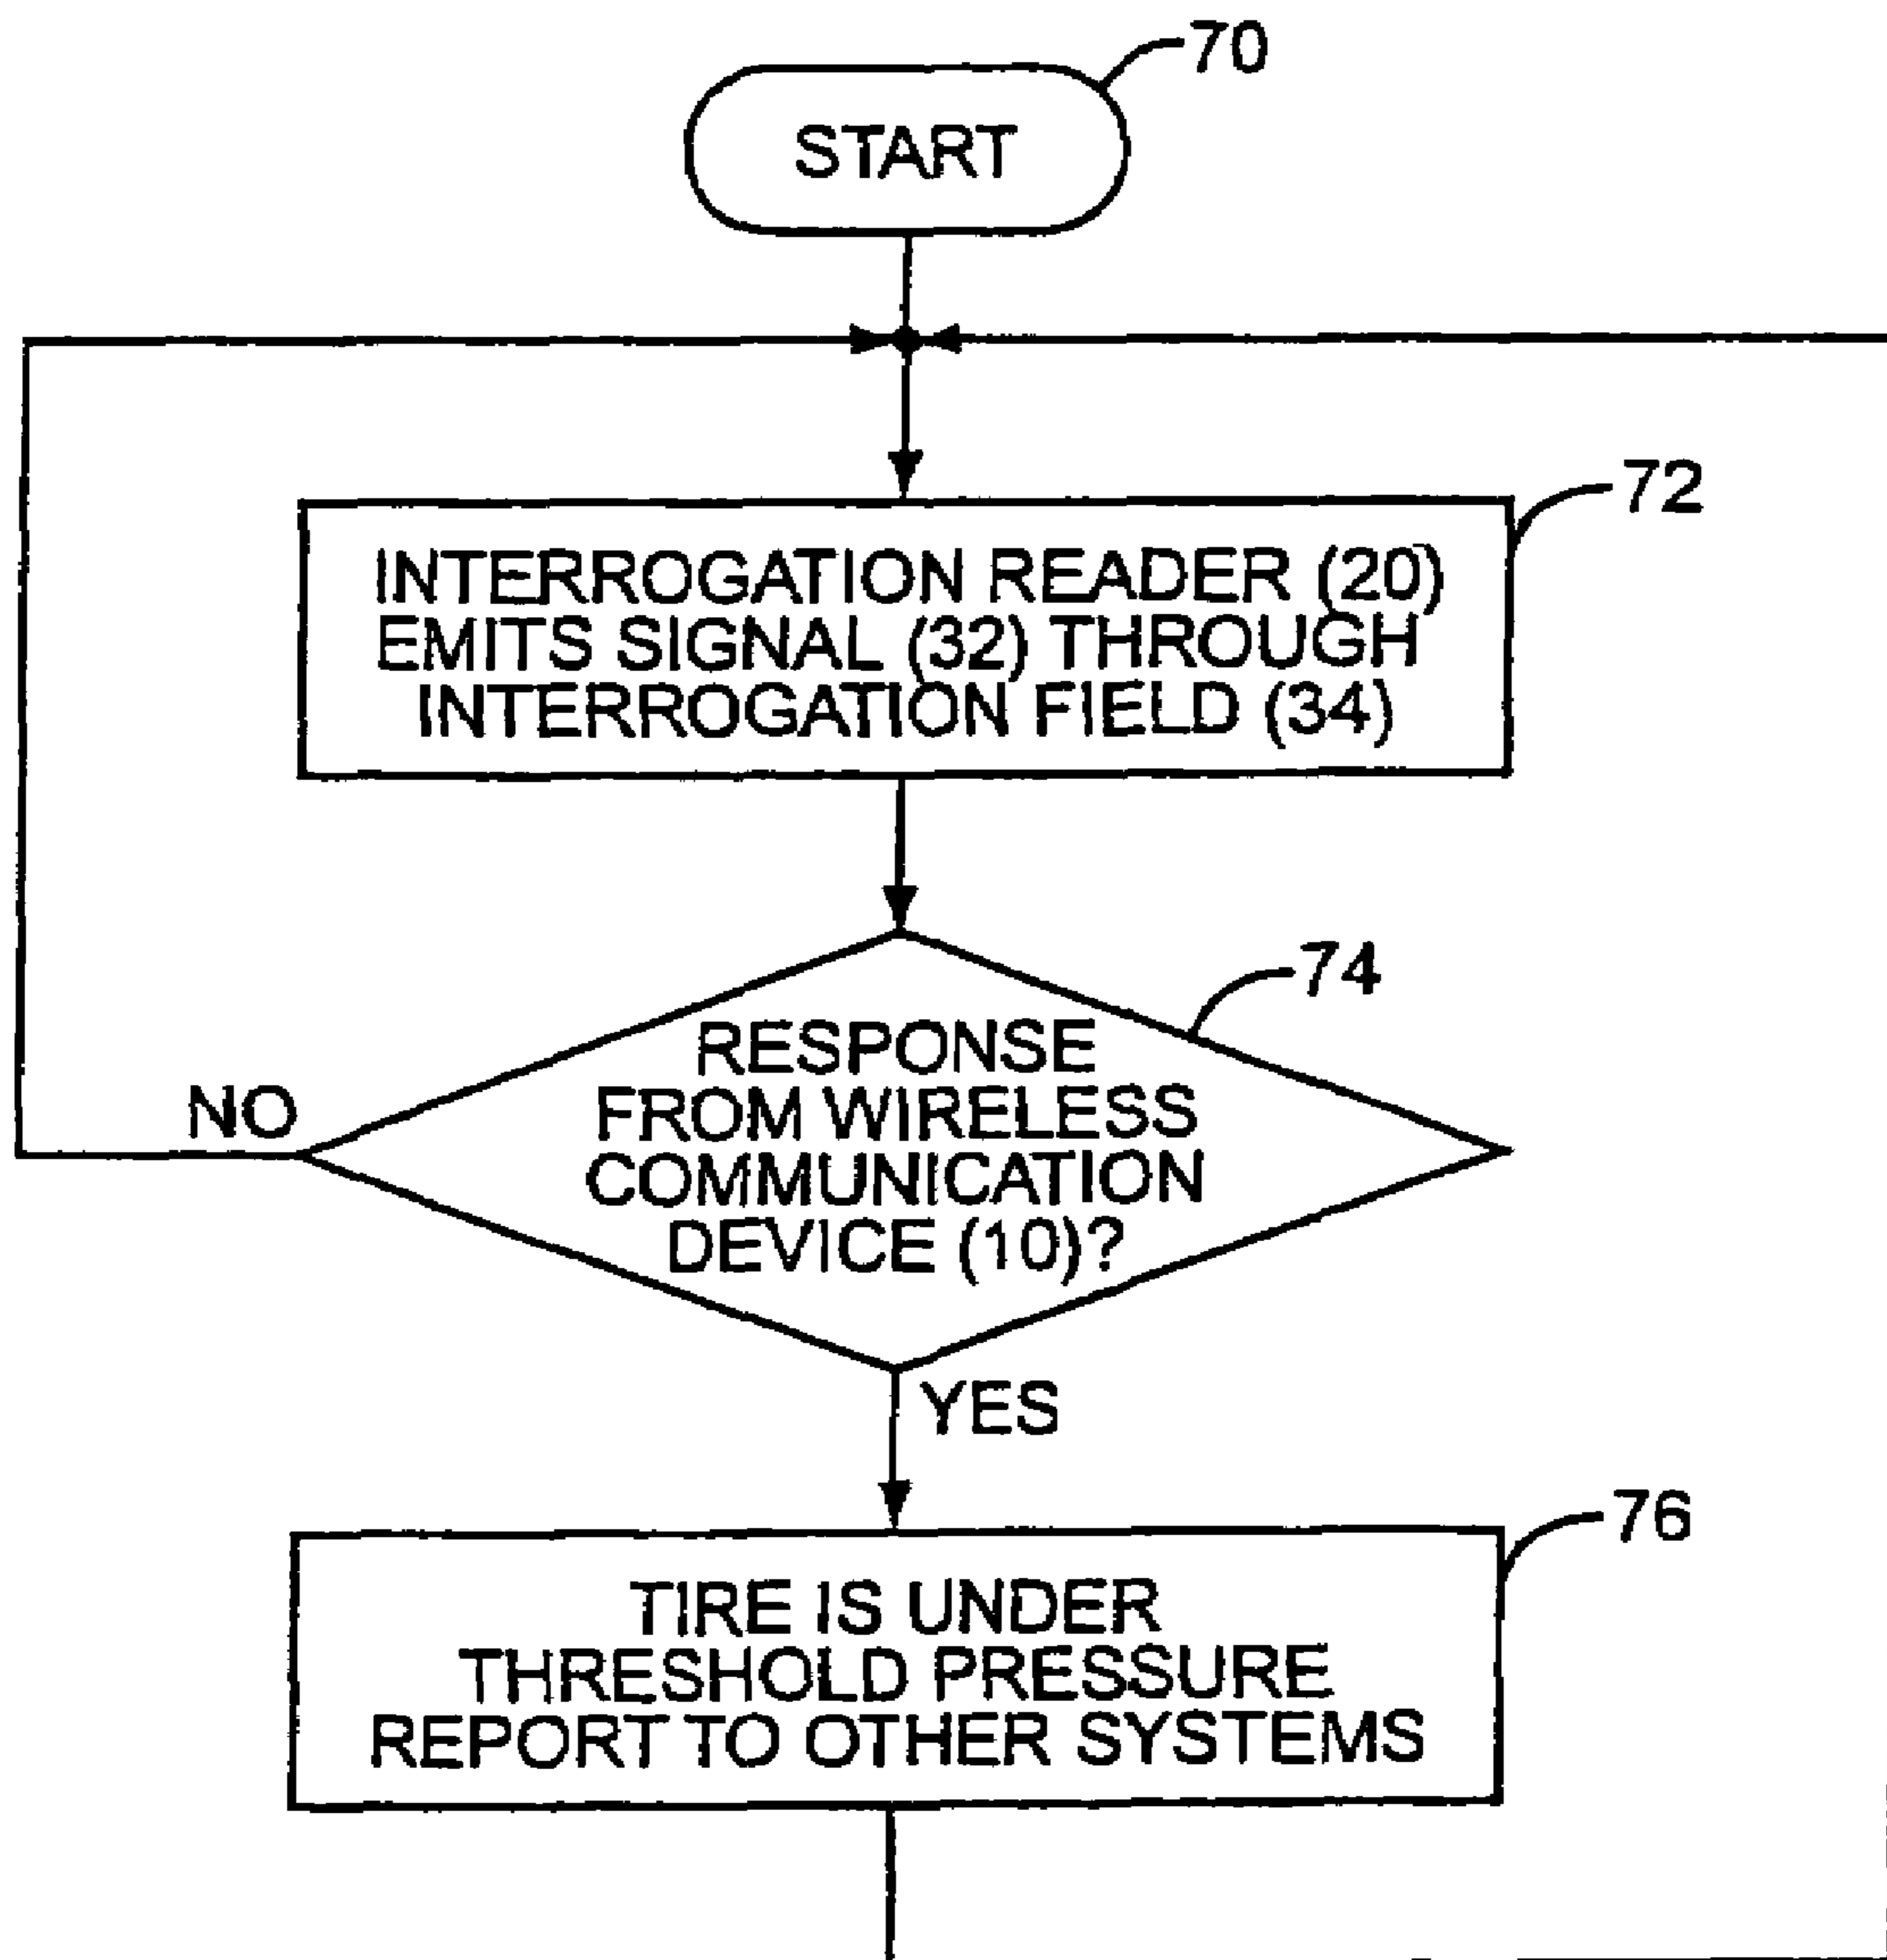 70
START
72
INTERROGATION READER (20)
EMITS SIGNAL (32) THROUGH
INTERROGATION FIELD (34)
74
RESPONSE
FROM WIRELESS
COMMUNICATION
DEVICE (10)?
NO
YES
76
TIRE IS UNDER
THRESHOLD PRESSURE
REPORT TO OTHER SYSTEMS